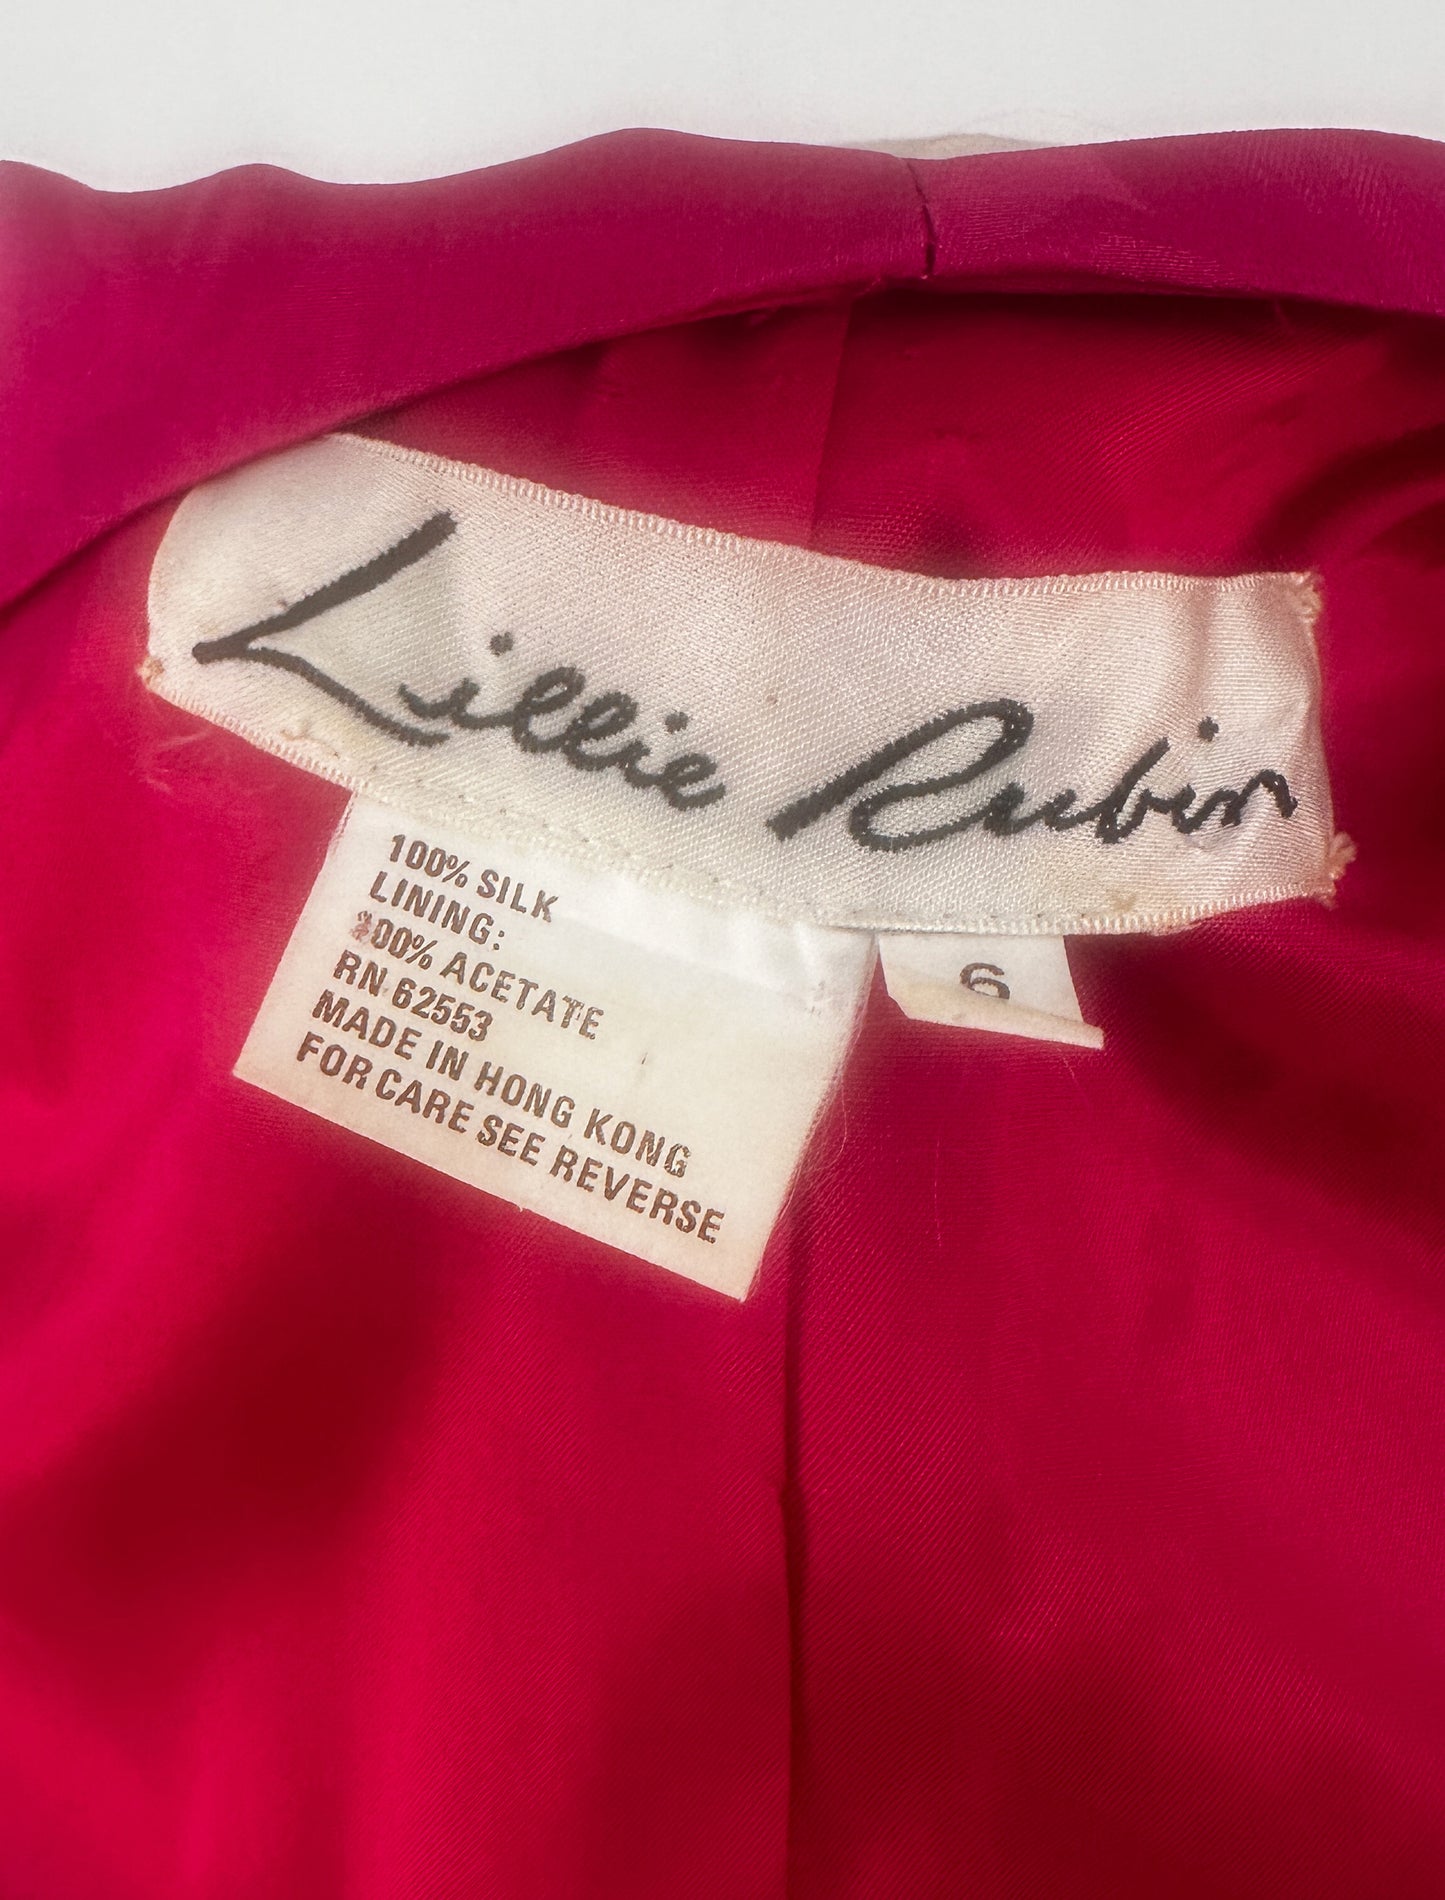 Lillie Rubin
100% SILK
LINING:
100% ACETATE
RN 62553
MADE IN HONG KONG
FOR CARE SEE REVERSE
6